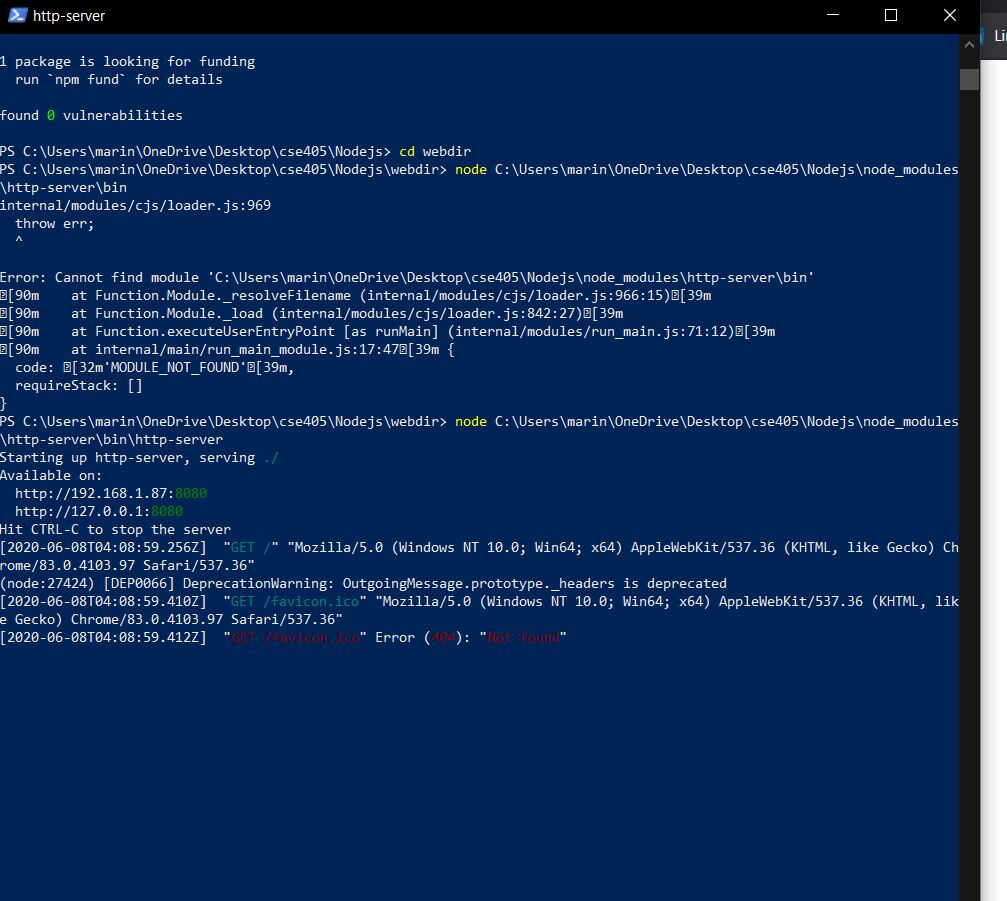 http-server
Li
1 package is looking for funding
  run `npm fund` for details
found 0 vulnerabilities
PS C:\Users\marin\OneDrive\Desktop\cse405\Nodejs> cd webdir
PS C:\Users\marin\OneDrive\Desktop\cse405\Nodejs\webdir> node C:\Users\marin\OneDrive\Desktop\cse405\Nodejs\node_modules
\http-server\bin
internal/modules/cjs/loader.js:969
  throw err;
  ^
Error: Cannot find module 'C:\Users\marin\OneDrive\Desktop\cse405\Nodejs\node_modules\http-server\bin'
[90m    at Function.Module._resolveFilename (internal/modules/cjs/loader.js:966:15)[39m
[90m    at Function.Module._load (internal/modules/cjs/loader.js:842:27)[39m
[90m    at Function.executeUserEntryPoint [as runMain] (internal/modules/run_main.js:71:12)[39m
[90m    at internal/main/run_main_module.js:17:47[39m {
  code: [32m'MODULE_NOT_FOUND'[39m,
  requireStack: []
}
PS C:\Users\marin\OneDrive\Desktop\cse405\Nodejs\webdir> node C:\Users\marin\OneDrive\Desktop\cse405\Nodejs\node_modules
\http-server\bin\http-server
Starting up http-server, serving ./
Available on:
  http://192.168.1.87:8080
  http://127.0.0.1:8080
Hit CTRL-C to stop the server
[2020-06-08T04:08:59.256Z]  "GET /" "Mozilla/5.0 (Windows NT 10.0; Win64; x64) AppleWebKit/537.36 (KHTML, like Gecko) Ch
rome/83.0.4103.97 Safari/537.36"
(node:27424) [DEP0066] DeprecationWarning: OutgoingMessage.prototype._headers is deprecated
[2020-06-08T04:08:59.410Z]  "GET /favicon.ico" "Mozilla/5.0 (Windows NT 10.0; Win64; x64) AppleWebKit/537.36 (KHTML, lik
e Gecko) Chrome/83.0.4103.97 Safari/537.36"
[2020-06-08T04:08:59.412Z]  "GET /favicon.ico" Error (404): "Not found"